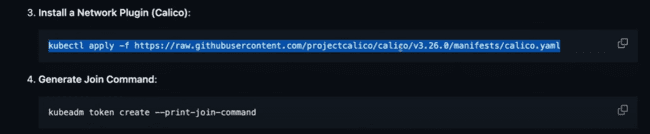 3. Install a Network Plugin (Calico):
kubectl apply -f https://raw.githubusercontent.com/projectcalico/calico/v3.26.0/manifests/calico.yaml
4. Generate Join Command:
kubeadm token create --print-join-command